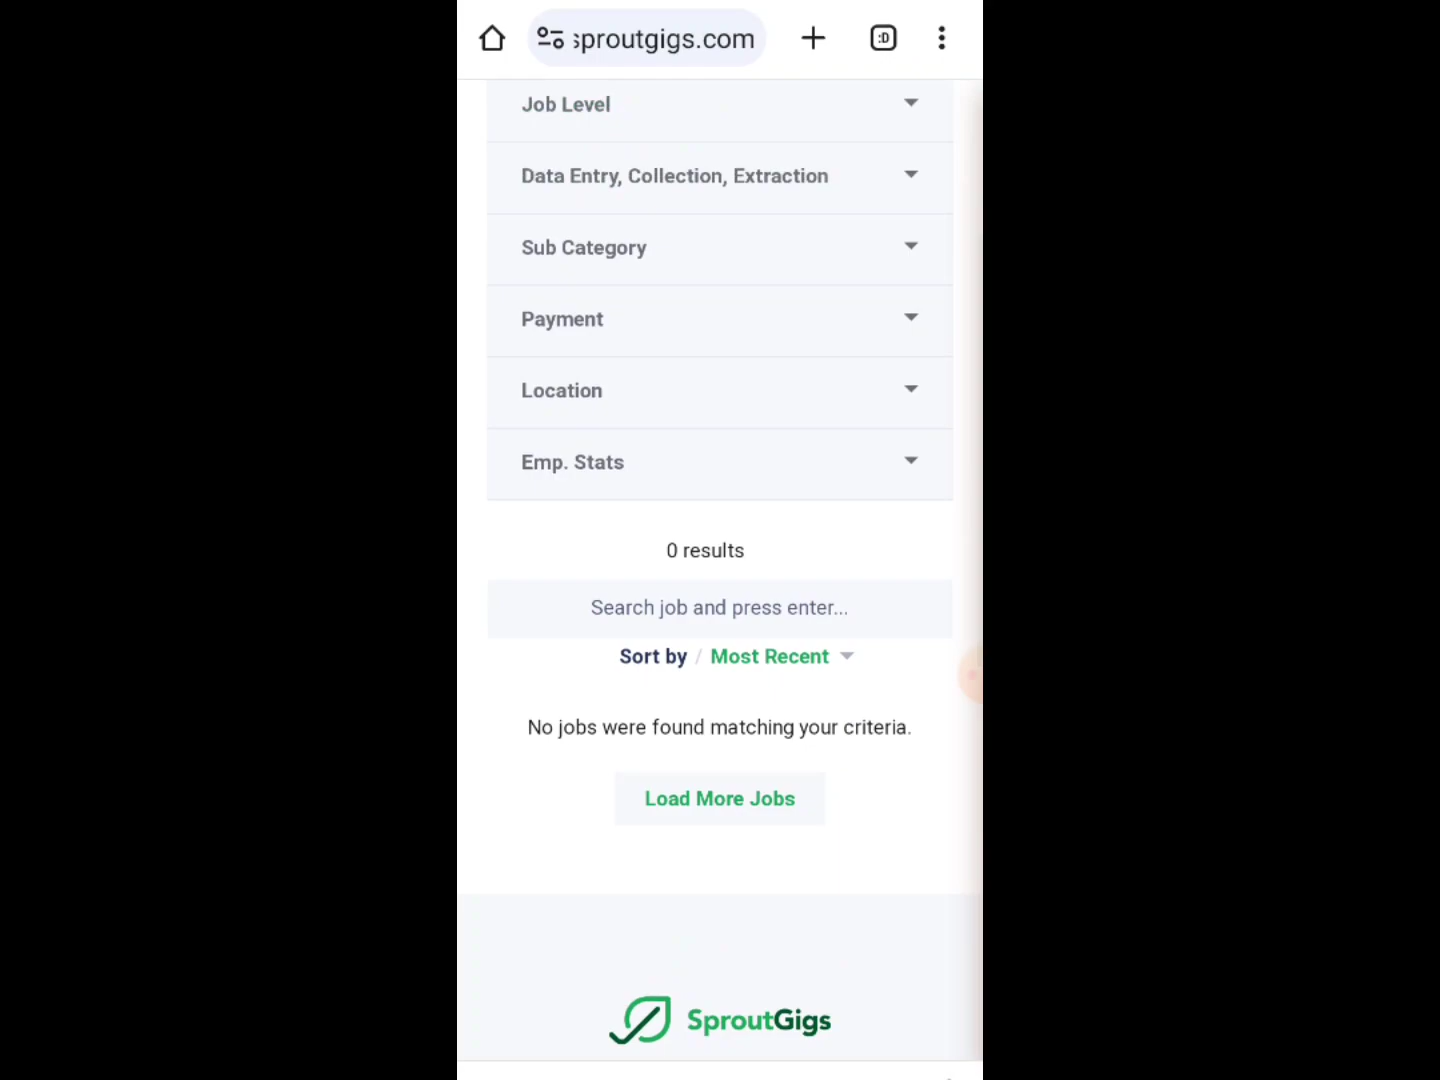 sproutgigs.com
:D
Job Level
Data Entry, Collection, Extraction
Sub Category
Payment
Location
Emp. Stats
0 results
Search job and press enter...
Sort by / Most Recent
No jobs were found matching your criteria.
Load More Jobs
SproutGigs